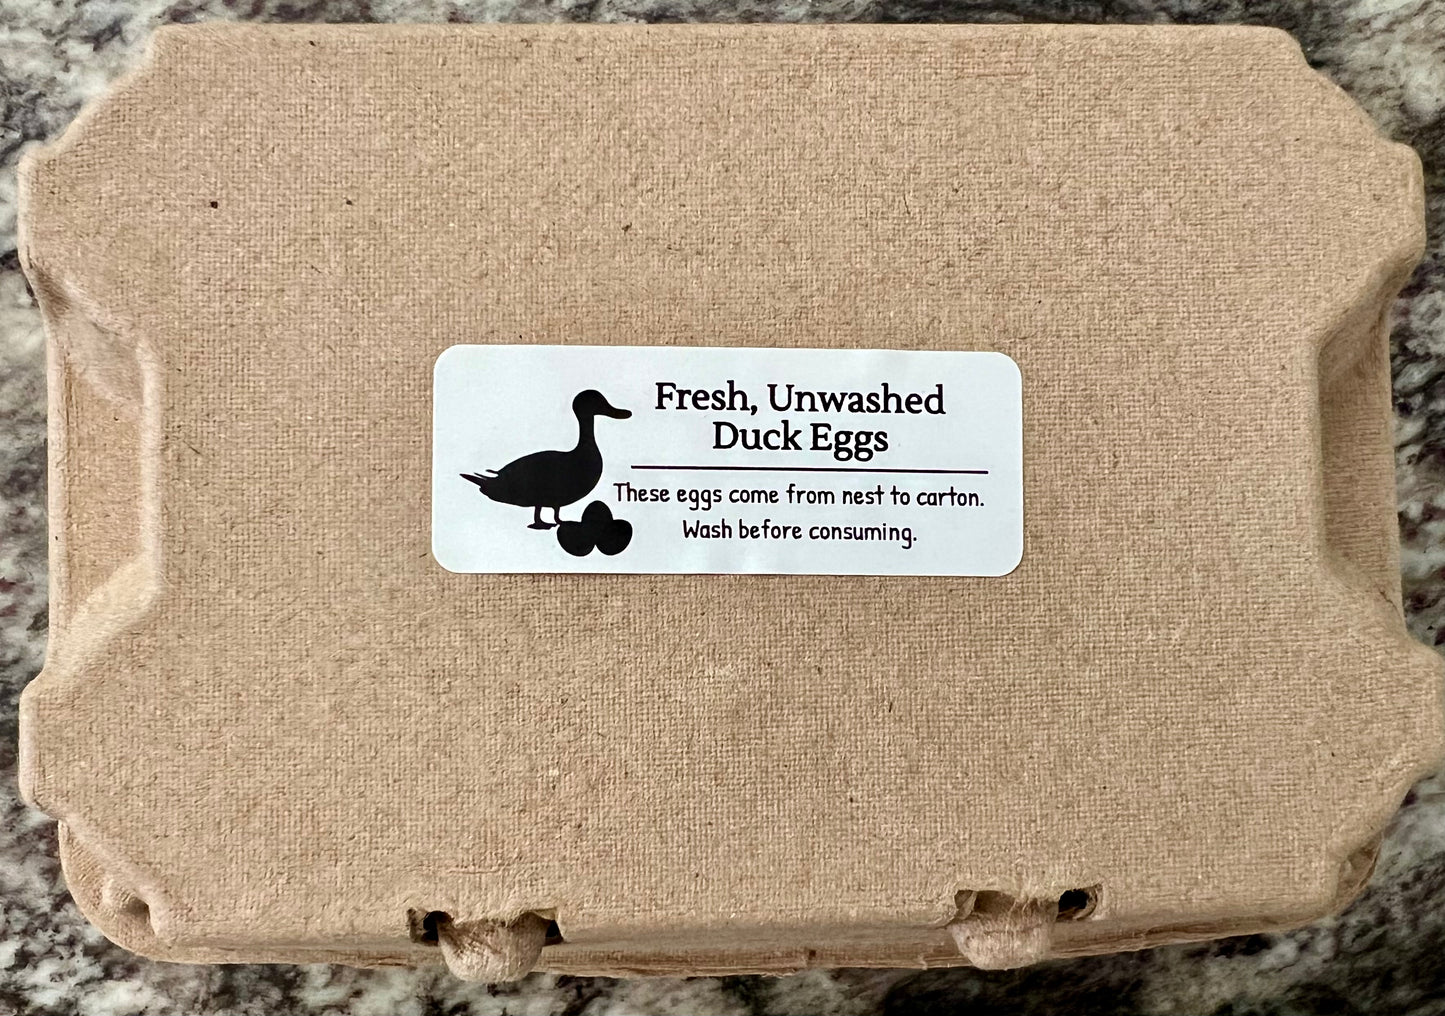 Fresh, Unwashed
Duck Eggs
These eggs come from nest to carton.
Wash before consuming.